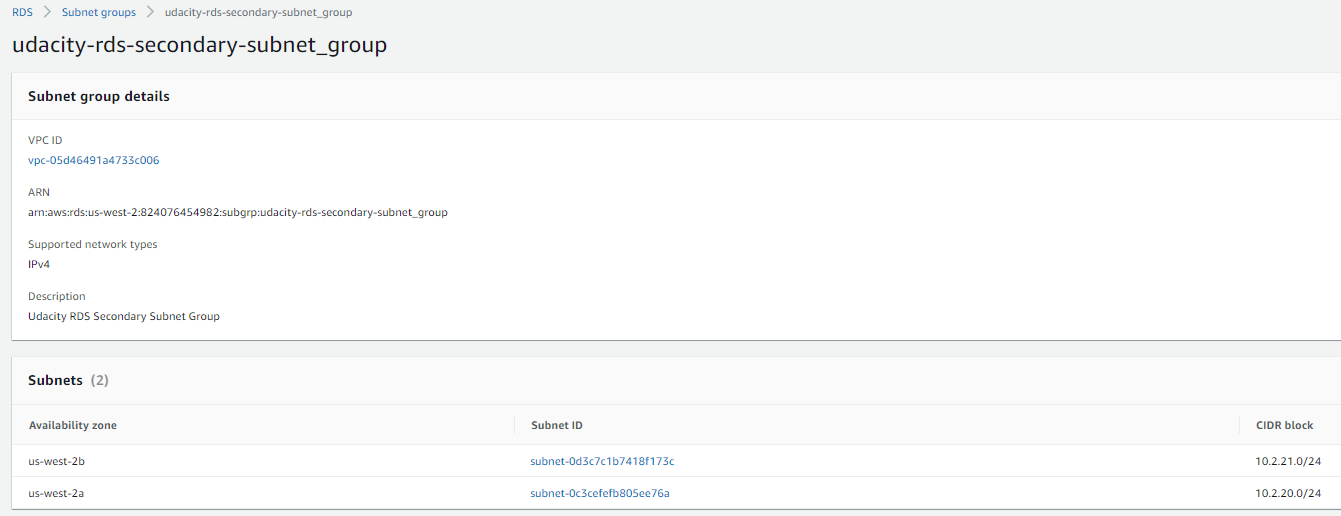 RDS > Subnet groups > udacity-rds-secondary-subnet_group
udacity-rds-secondary-subnet_group
Subnet group details
VPC ID
vpc-05d46491a4733c006
ARN
arn:aws:rds:us-west-2:824076454982:subgrp:udacity-rds-secondary-subnet_group
Supported network types
IPv4
Description
Udacity RDS Secondary Subnet Group
Subnets (2)
Availability zone Subnet ID CIDR block
us-west-2b subnet-0d3c7c1b7418f173c 10.2.21.0/24
us-west-2a subnet-0c3cefefb805ee76a 10.2.20.0/24